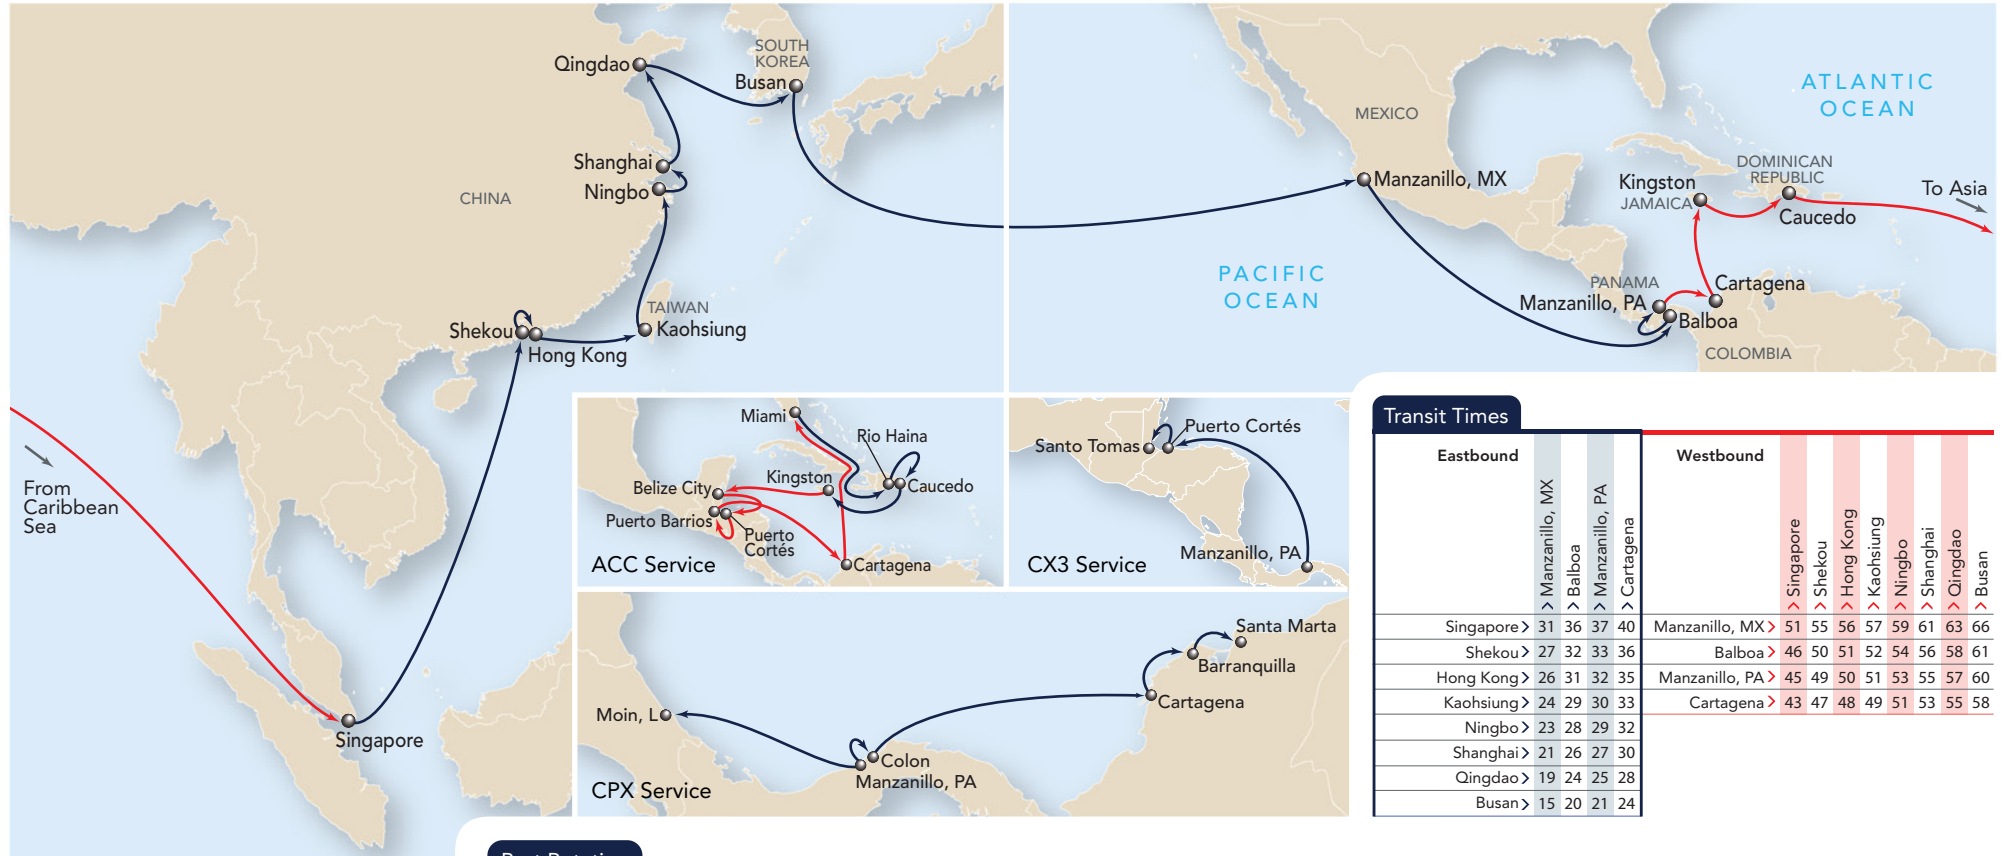 Qingdao
SOUTH
KOREA
Busan
Shanghai
Ningbo
CHINA
TAIWAN
Shekou
Kaohsiung
Hong Kong
From
Caribbean
Sea
Singapore
MEXICO
Manzanillo, MX
ATLANTIC
OCEAN
DOMINICAN
REPUBLIC
Kingston
JAMAICA
To Asia
Caucedo
PACIFIC
OCEAN
PANAMA
Cartagena
Manzanillo, PA
Balboa
COLOMBIA
Miami
Rio Haina
Kingston
Belize City
Caucedo
Puerto Barrios
Puerto
Cortés
Cartagena
ACC Service
Puerto Cortés
Santo Tomas
Manzanillo, PA
CX3 Service
Santa Marta
Barranquilla
Cartagena
Moin, L
Colon
Manzanillo, PA
CPX Service
Transit Times
Eastbound
Manzanillo, MX
Balboa
Manzanillo, PA
Cartagena
Singapore 31 36 37 40
Shekou 27 32 33 36
Hong Kong 26 31 32 35
Kaohsiung 24 29 30 33
Ningbo 23 28 29 32
Shanghai 21 26 27 30
Qingdao 19 24 25 28
Busan 15 20 21 24
Westbound
Singapore
Shekou
Hong Kong
Kaohsiung
Ningbo
Shanghai
Qingdao
Busan
Manzanillo, MX 51 55 56 57 59 61 63 66
Balboa 46 50 51 52 54 56 58 61
Manzanillo, PA 45 49 50 51 53 55 57 60
Cartagena 43 47 48 49 51 53 55 58